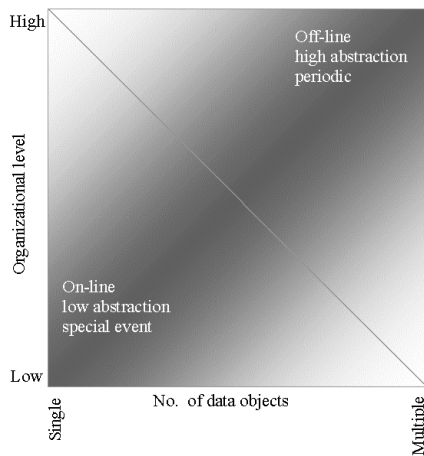 High
Off-line
high abstraction
periodic
Organizational level
On-line
low abstraction
special event
Low
No. of data objects
Single
Multiple